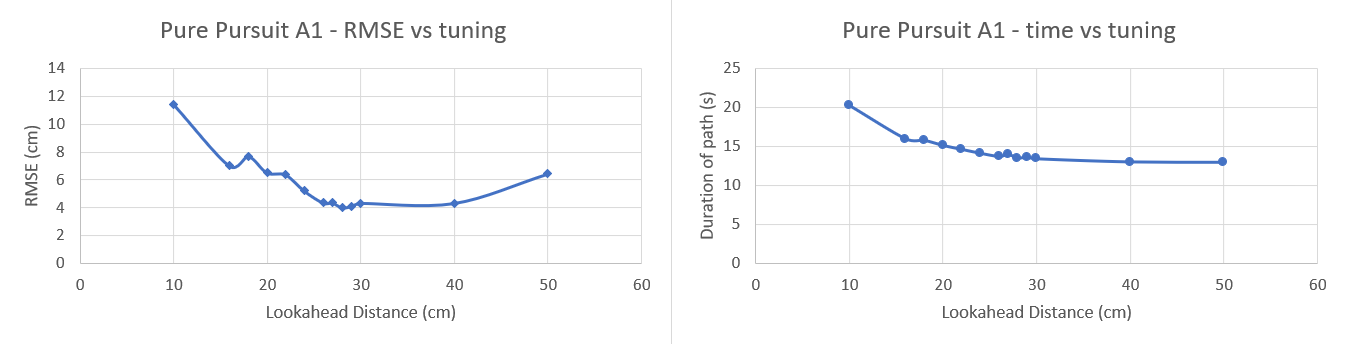 Pure Pursuit A1 - RMSE vs tuning
RMSE (cm)
14
12
10
8
6
4
2
0
0 10 20 30 40 50 60
Lookahead Distance (cm)
Pure Pursuit A1 - time vs tuning
Duration of path (s)
25
20
15
10
5
0
0 10 20 30 40 50 60
Lookahead Distance (cm)